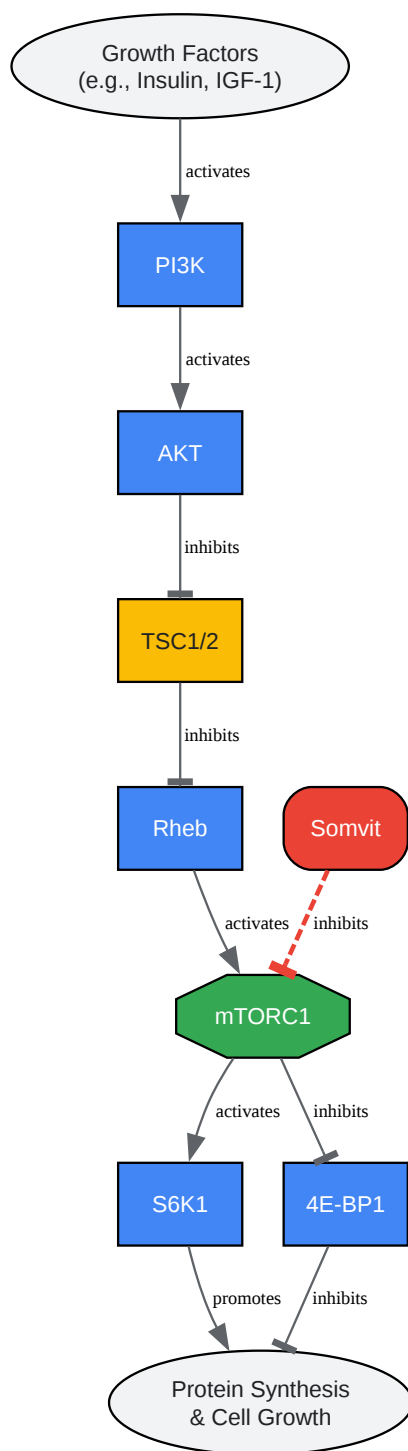 Growth Factors
(e.g., Insulin, IGF-1)
activates
PI3K
activates
AKT
inhibits
TSC1/2
inhibits
Rheb
Somvit
activates
inhibits
mTORC1
activates
inhibits
S6K1
4E-BP1
promotes
inhibits
Protein Synthesis
& Cell Growth